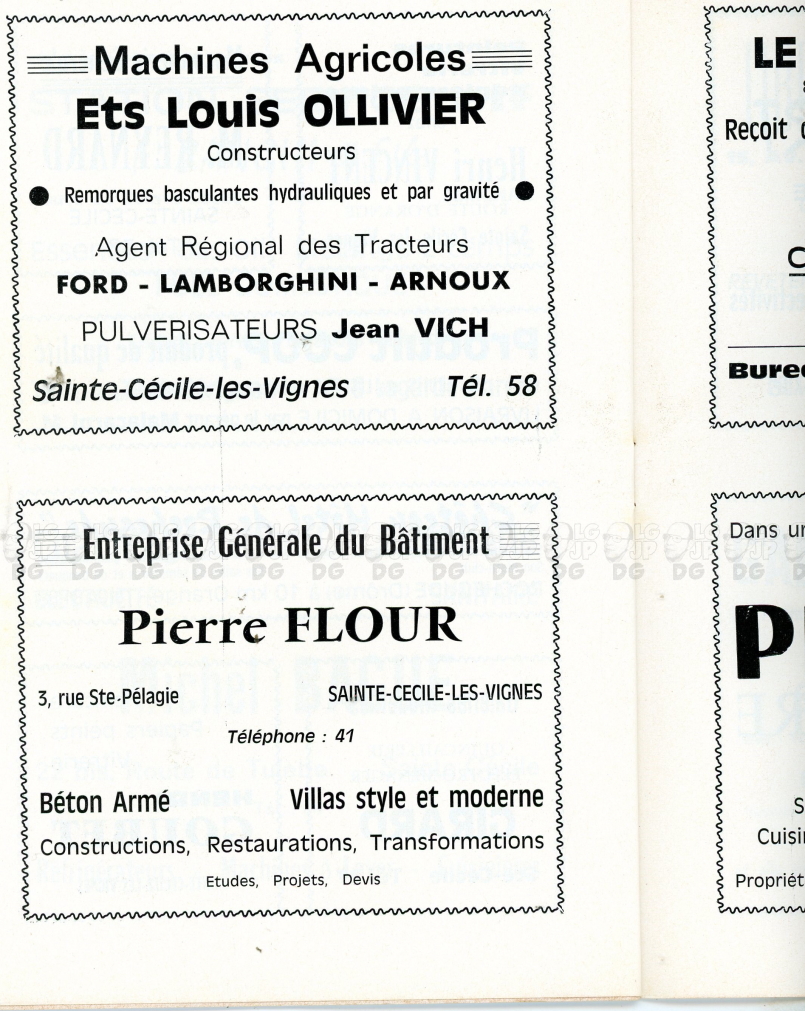 Machines Agricoles
Ets Louis OLLIVIER
Constructeurs
● Remorques basculantes hydrauliques et par gravité ●
Agent Régional des Tracteurs
FORD - LAMBORGHINI - ARNOUX
PULVERISATEURS Jean VICH
Sainte-Cécile-les-Vignes Tél. 58
Entreprise Générale du Bâtiment
Pierre FLOUR
3, rue Ste-Pélagie SAINTE-CECILE-LES-VIGNES
Téléphone : 41
Béton Armé Villas style et moderne
Constructions, Restaurations, Transformations
Etudes, Projets, Devis
LE
Reçoit
Dans